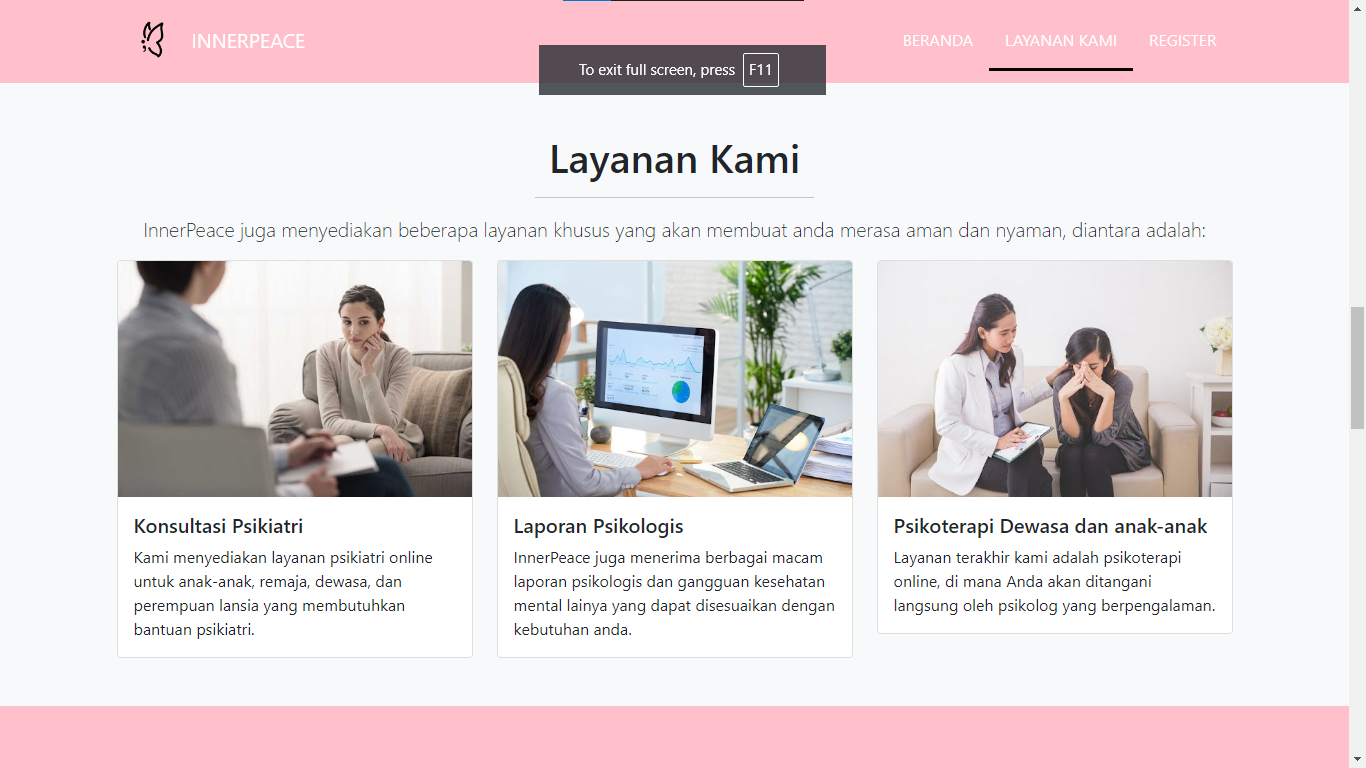 INNERPEACE
BERANDA
LAYANAN KAMI
REGISTER
To exit full screen, press F11
Layanan Kami
InnerPeace juga menyediakan beberapa layanan khusus yang akan membuat anda merasa aman dan nyaman, diantara adalah:
Konsultasi Psikiatri
Kami menyediakan layanan psikiatri online
untuk anak-anak, remaja, dewasa, dan
perempuan lansia yang membutuhkan
bantuan psikiatri.
Laporan Psikologis
InnerPeace juga menerima berbagai macam
laporan psikologis dan gangguan kesehatan
mental lainya yang dapat disesuaikan dengan
kebutuhan anda.
Psikoterapi Dewasa dan anak-anak
Layanan terakhir kami adalah psikoterapi
online, di mana Anda akan ditangani
langsung oleh psikolog yang berpengalaman.